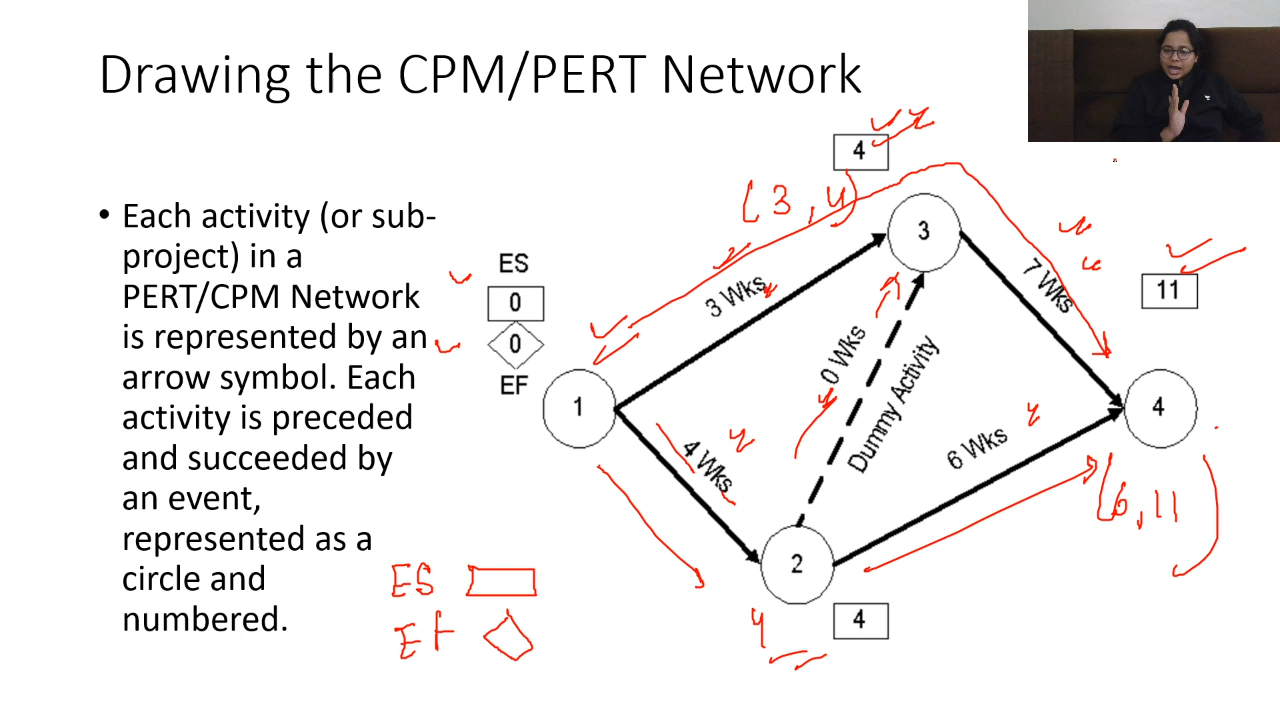 Drawing the CPM/PERT Network
• Each activity (or sub-
project) in a
PERT/CPM Network
is represented by an
arrow symbol. Each
activity is preceded
and succeeded by
an event,
represented as a
circle and
numbered.
ES
0
0
EF
1
3 Wks
4 Wks
4
(3, 4)
3
0 Wks
Dummy Activity
7 Wks
11
6 Wks
4
(6, 11)
2
4
4
ES
EF